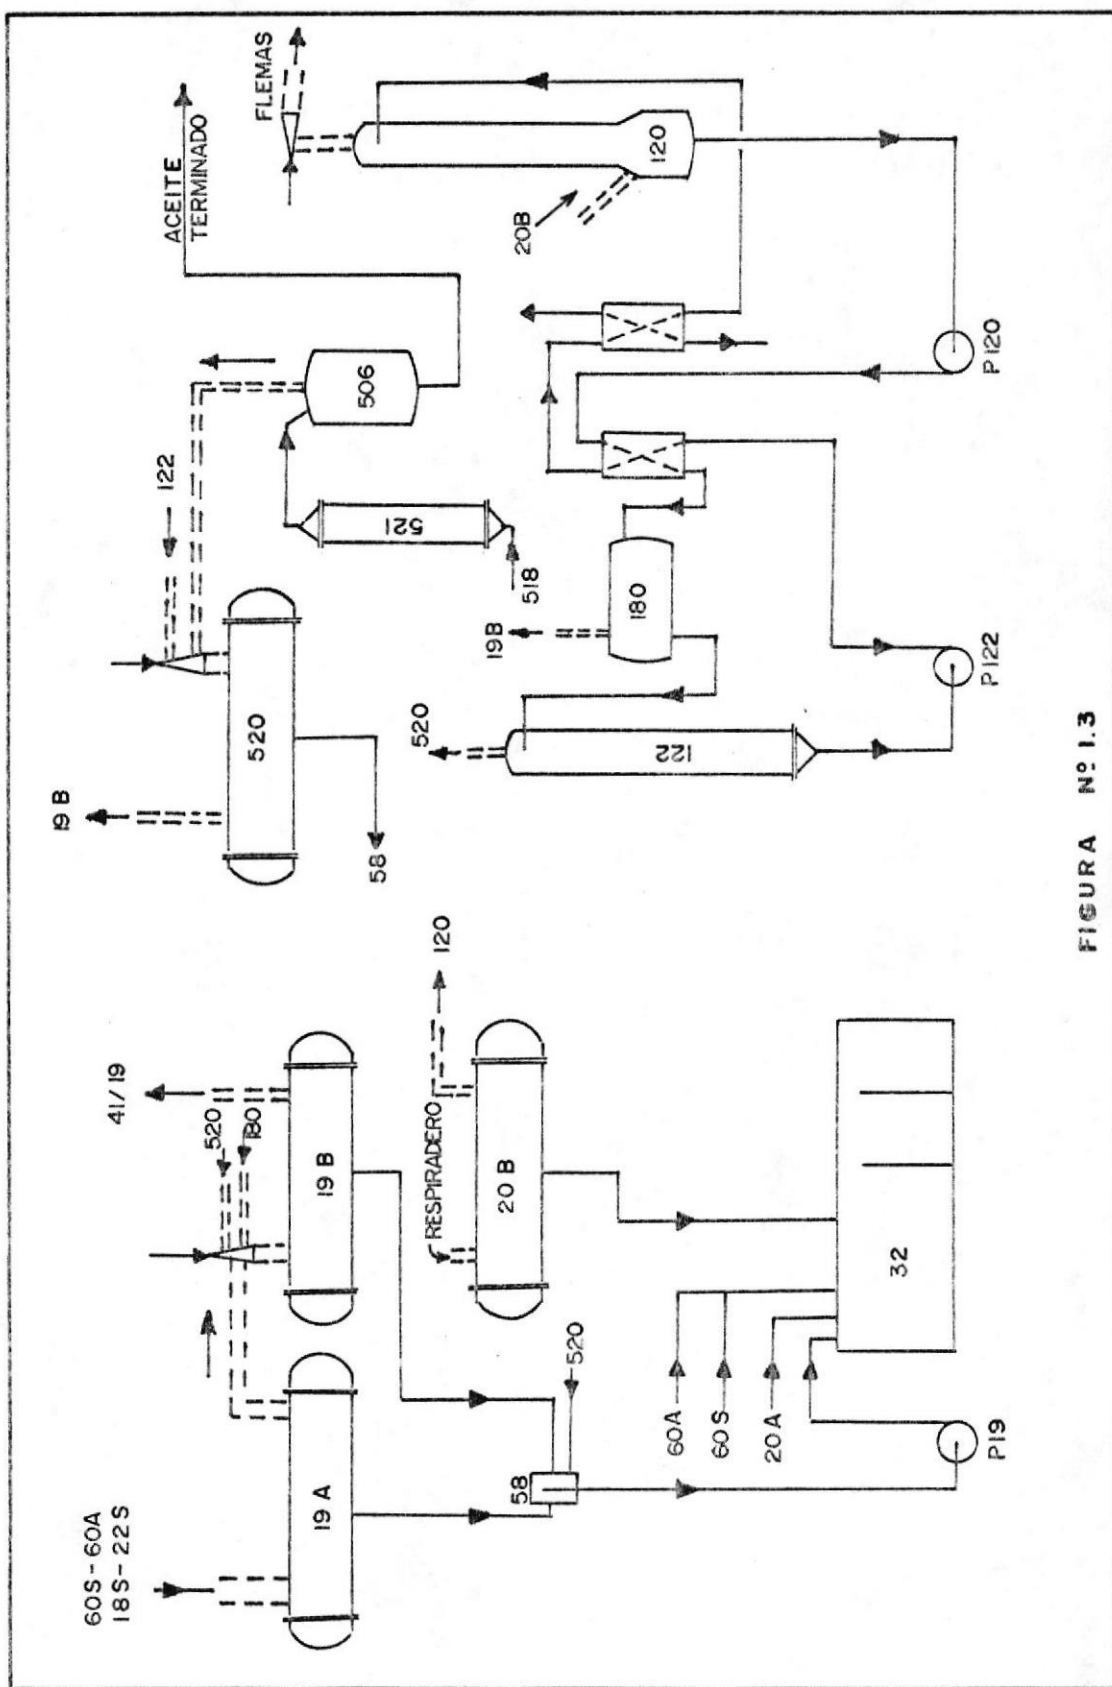 60S-60A
18S-22S
41/19
520
180
19 A
19 B
RESPIRADERO
120
20 B
58
520
60A
60S
20A
32
P19
19 B
122
520
58
ACEITE
TERMINADO
506
521
518
FLEMAS
120
20B
19B
180
520
122
P122
P120
FIGURA Nº 1.3